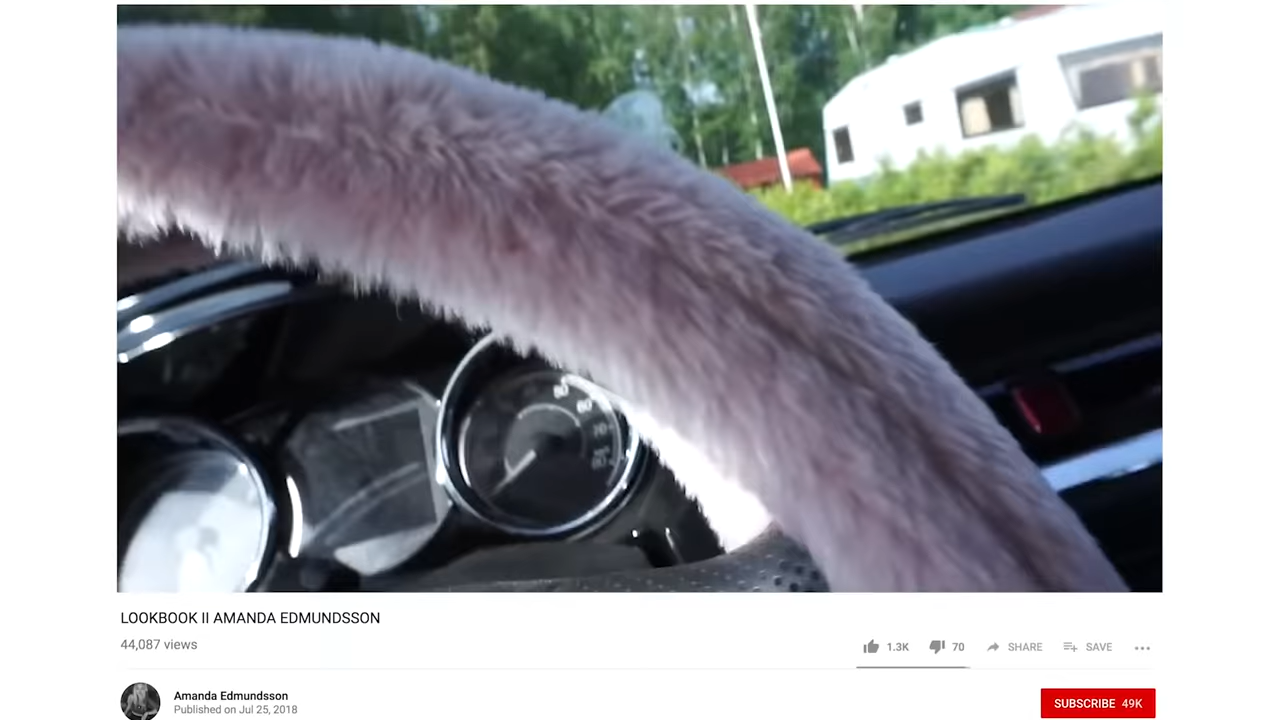 LOOKBOOK II AMANDA EDMUNDSSON
44,087 views
1.3K
70
SHARE
SAVE
Amanda Edmundsson
Published on Jul 25, 2018
SUBSCRIBE 49K